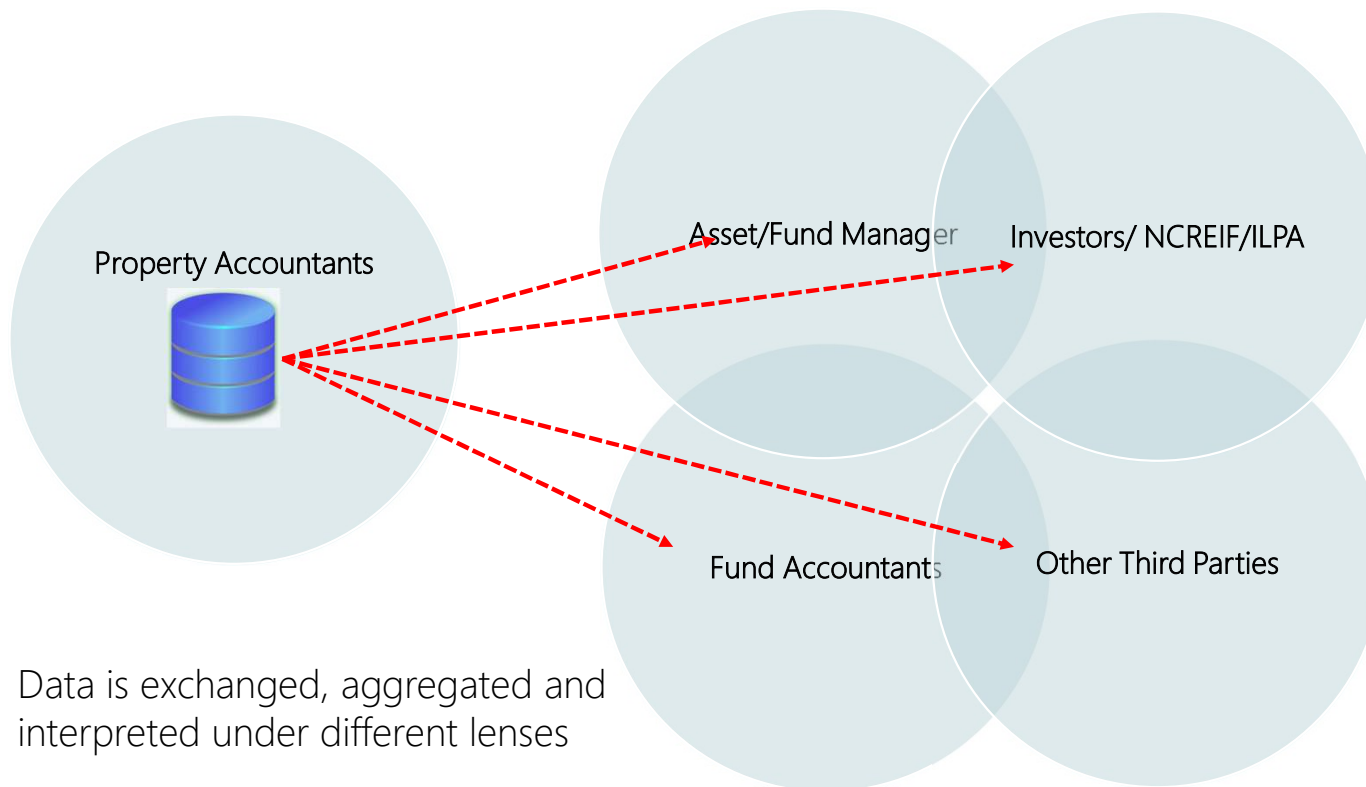 Property Accountants
Asset/Fund Manager
Investors/ NCREIF/ILPA
Fund Accountants
Other Third Parties
Data is exchanged, aggregated and
interpreted under different lenses